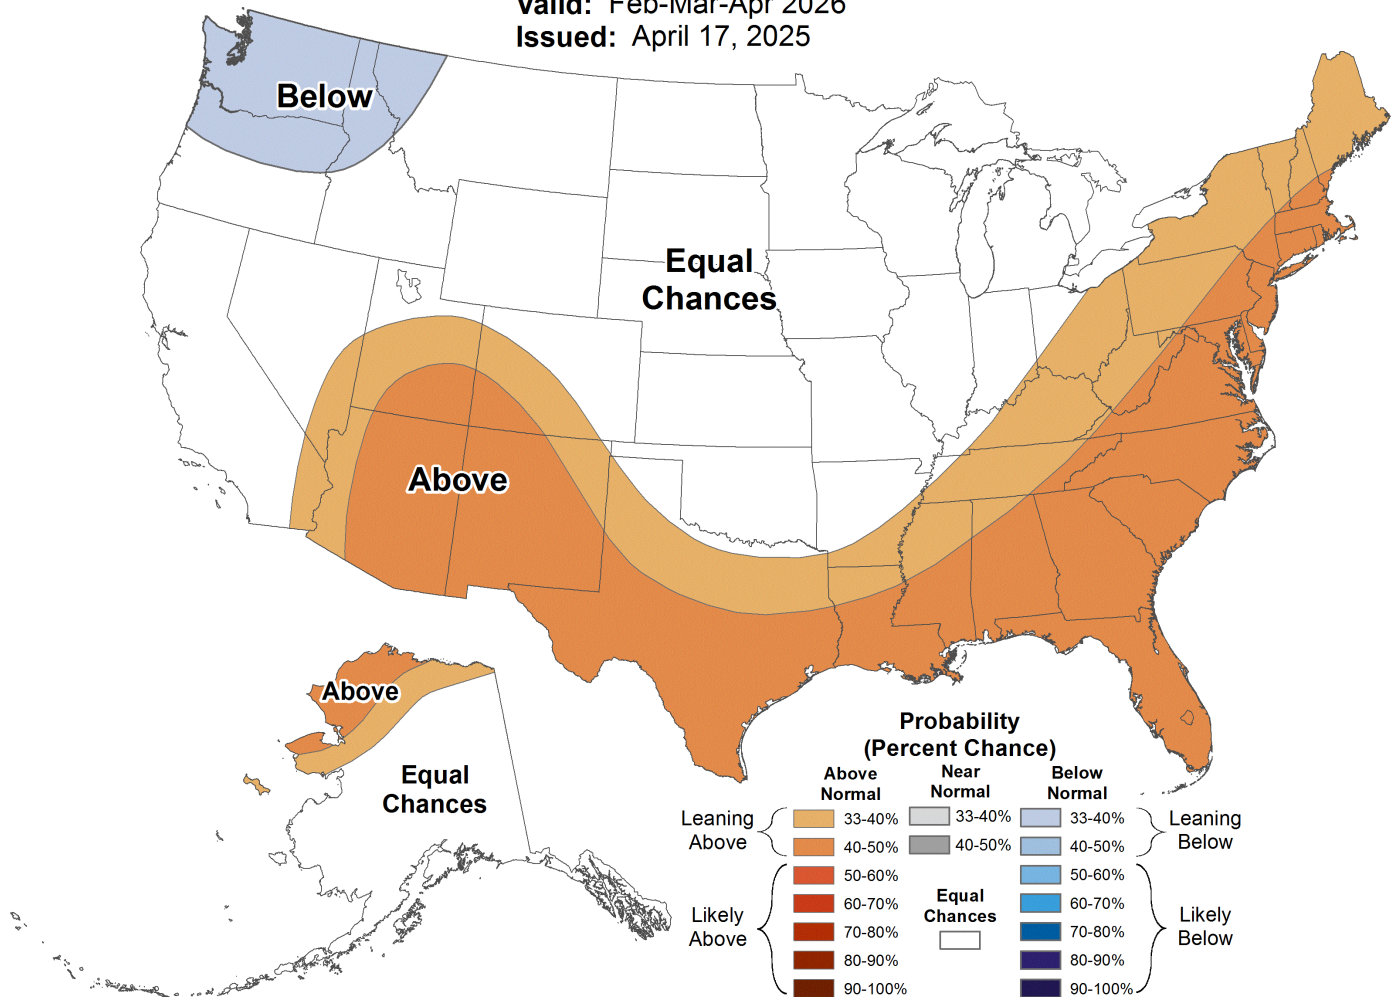 Valid: Feb-Mar-Apr 2026
Issued: April 17, 2025
Below
Equal
Chances
Above
Above
Equal
Chances
Probability
(Percent Chance)
Above
Normal
Near
Normal
Below
Normal
Leaning
Above
33-40%
40-50%
33-40%
40-50%
33-40%
40-50%
Leaning
Below
Likely
Above
50-60%
60-70%
70-80%
80-90%
90-100%
Equal
Chances
50-60%
60-70%
70-80%
80-90%
90-100%
Likely
Below